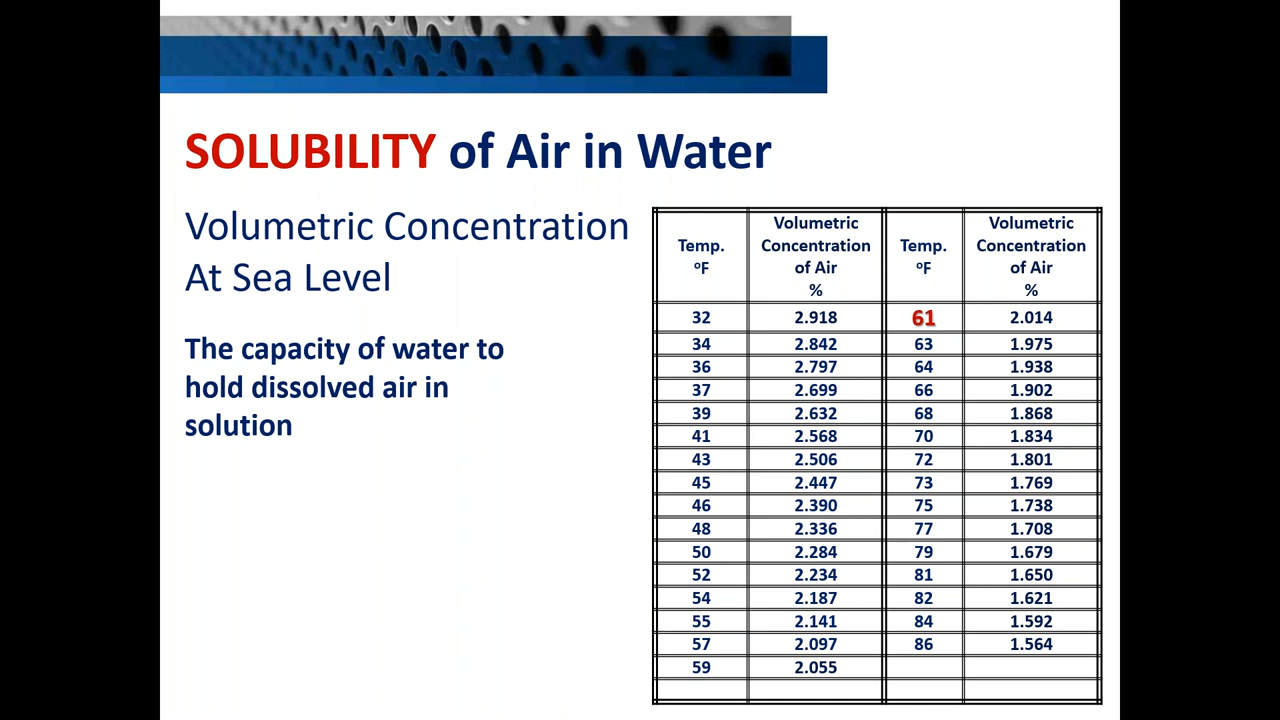 SOLUBILITY of Air in Water
Volumetric Concentration
At Sea Level
The capacity of water to
hold dissolved air in
solution
Temp. ºF Volumetric Concentration of Air % Temp. ºF Volumetric Concentration of Air %
32 2.918 61 2.014
34 2.842 63 1.975
36 2.797 64 1.938
37 2.699 66 1.902
39 2.632 68 1.868
41 2.568 70 1.834
43 2.506 72 1.801
45 2.447 73 1.769
46 2.390 75 1.738
48 2.336 77 1.708
50 2.284 79 1.679
52 2.234 81 1.650
54 2.187 82 1.621
55 2.141 84 1.592
57 2.097 86 1.564
59 2.055